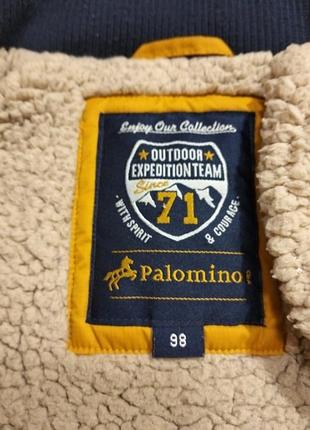 Enjoy Our Collection
OUTDOOR
EXPEDITION TEAM
Since
71
WITH SPIRIT & COURAGE
Palomino
98